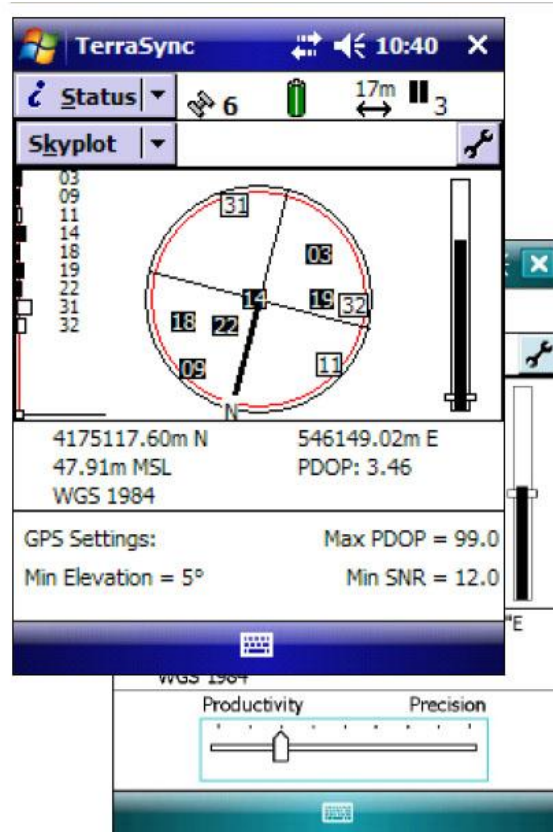 TerraSync 10:40
Status 6 17m 3
Skyplot
03
09
11
14
18
19
22
31
32
31
03
14
19
32
18
22
09
11
N
4175117.60m N 546149.02m E
47.91m MSL PDOP: 3.46
WGS 1984
GPS Settings: Max PDOP = 99.0
Min Elevation = 5° Min SNR = 12.0
"E
WGS 1984
Productivity Precision